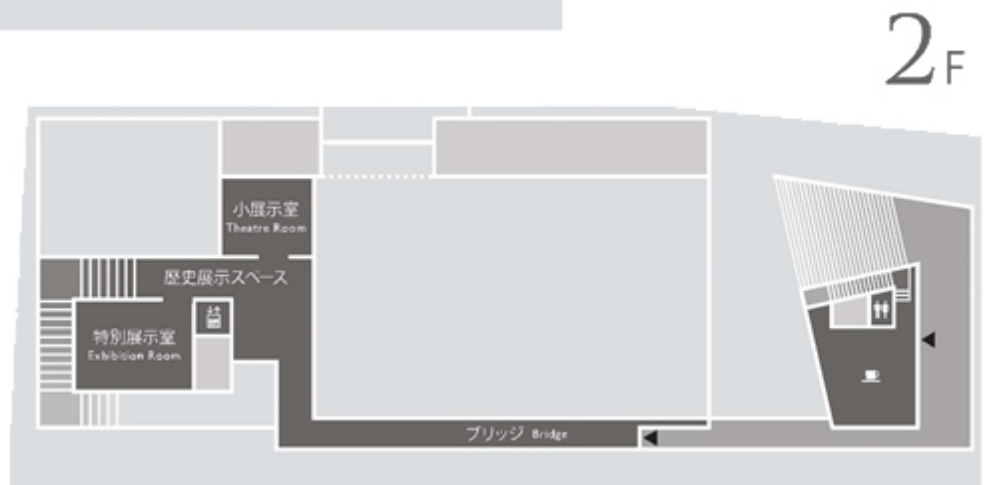 2F
小展示室
Theatre Room
歴史展示スペース
特別展示室
Exhibition Room
ブリッジ Bridge